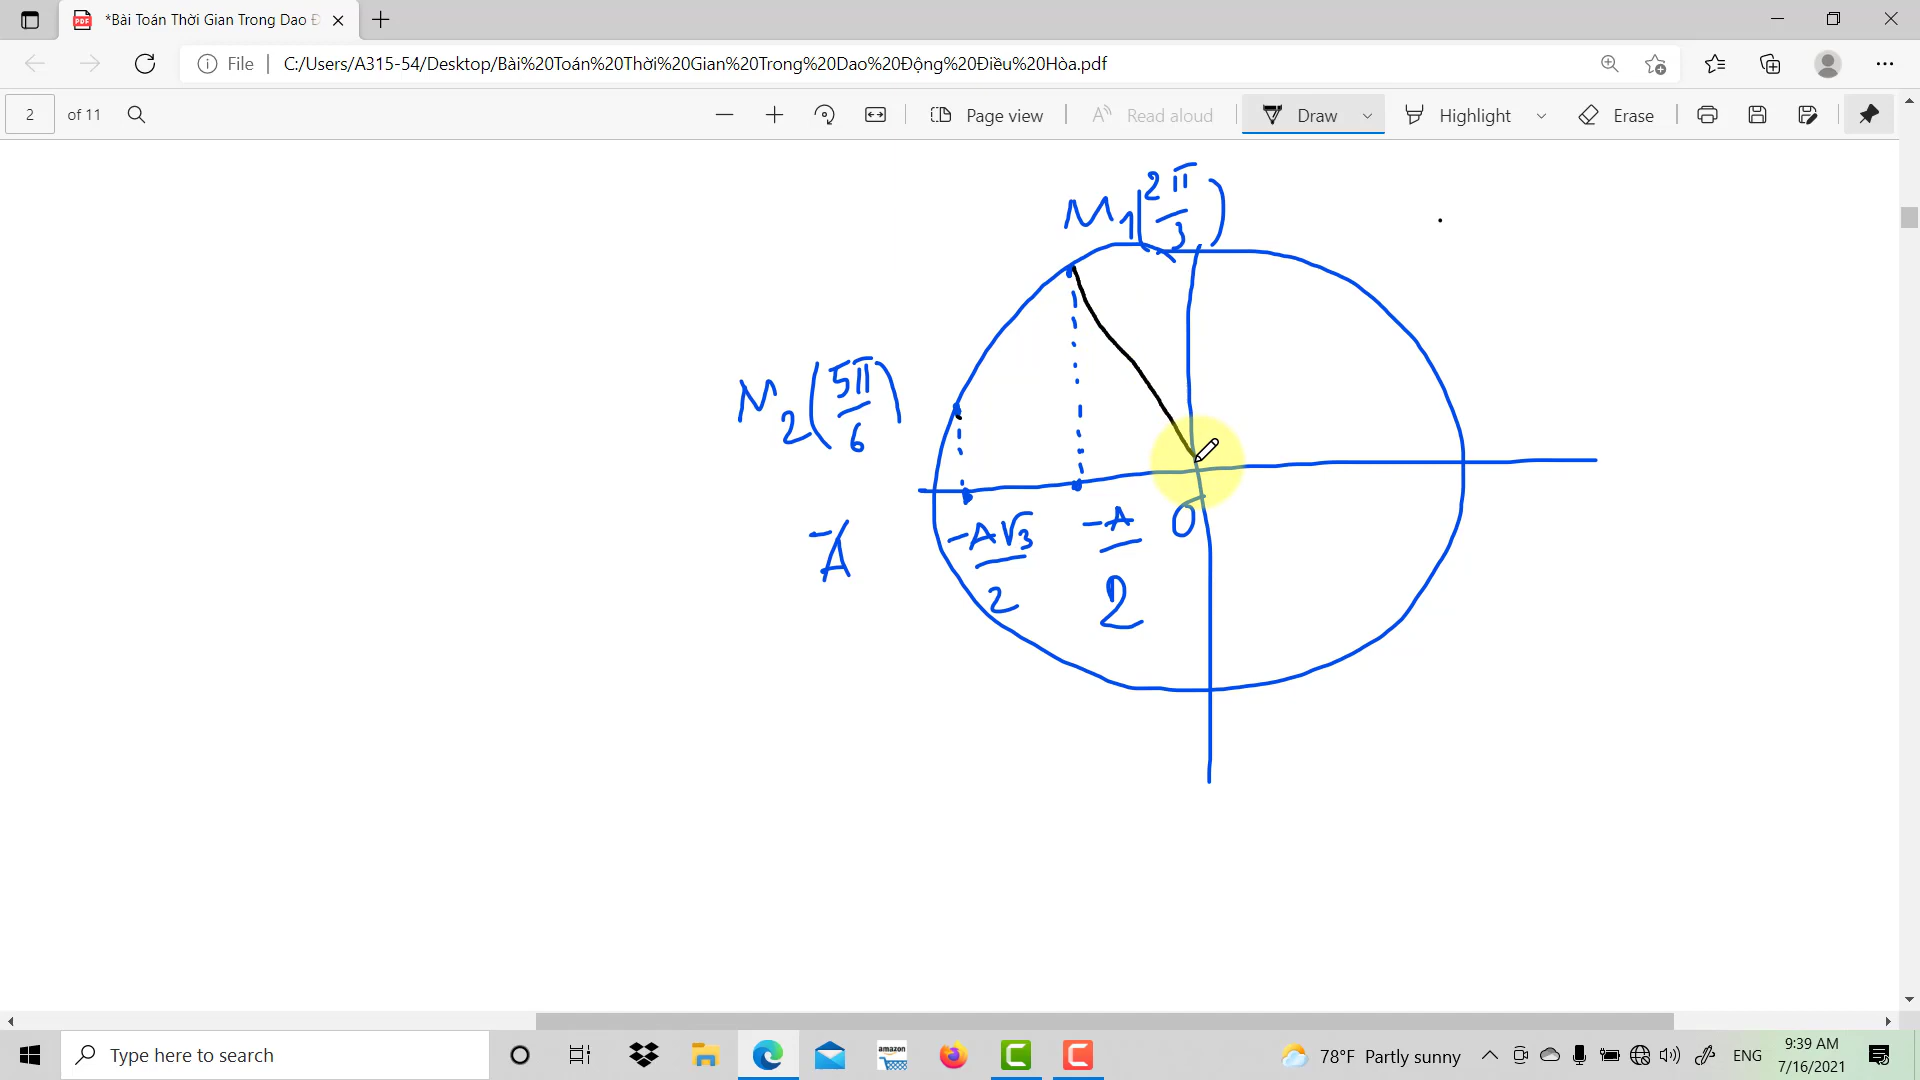 *Bài Toán Thời Gian Trong Dao Đ
File C:/Users/A315-54/Desktop/Bài%20Toán%20Thời%20Gian%20Trong%20Dao%20Động%20Điều%20Hòa.pdf
2 of 11 Page view Read aloud Draw Highlight Erase
M1(2π/3)
M2(5π/6)
-A -A√3/2 -A/2 O
Type here to search
amazon
78°F Partly sunny
ENG
9:39 AM
7/16/2021